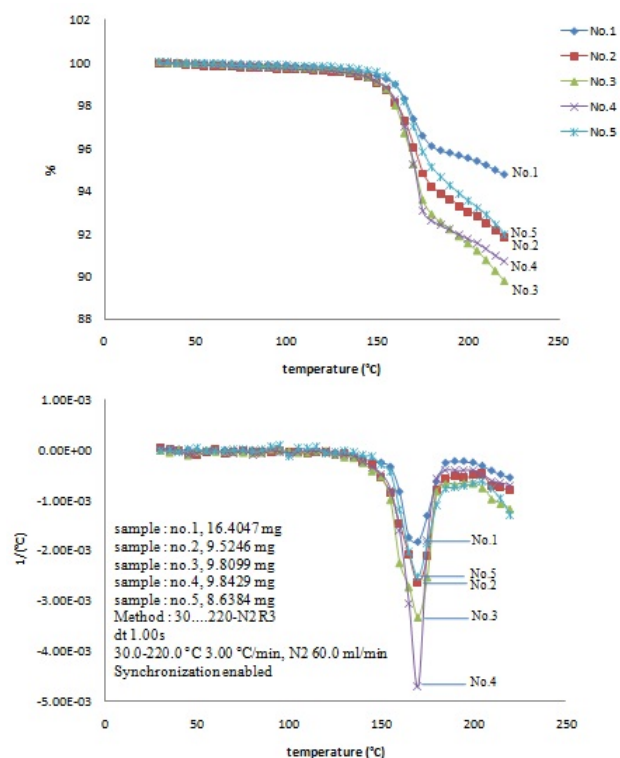 102
100
98
96
94
92
90
88
%
0
50
100
150
200
250
temperature (°C)
No.1
No.2
No.3
No.4
No.5
No.1
No.5
No.2
No.4
No.3
1.00E-03
0.00E+00
-1.00E-03
-2.00E-03
-3.00E-03
-4.00E-03
-5.00E-03
1/(°C)
0
50
100
150
200
250
temperature (°C)
sample : no.1, 16.4047 mg
sample : no.2, 9.5246 mg
sample : no.3, 9.8099 mg
sample : no.4, 9.8429 mg
sample : no.5, 8.6384 mg
Method : 30....220-N2 R3
dt 1.00s
30.0-220.0 °C 3.00 °C/min, N2 60.0 ml/min
Synchronization enabled
No.1
No.5
No.2
No.3
No.4